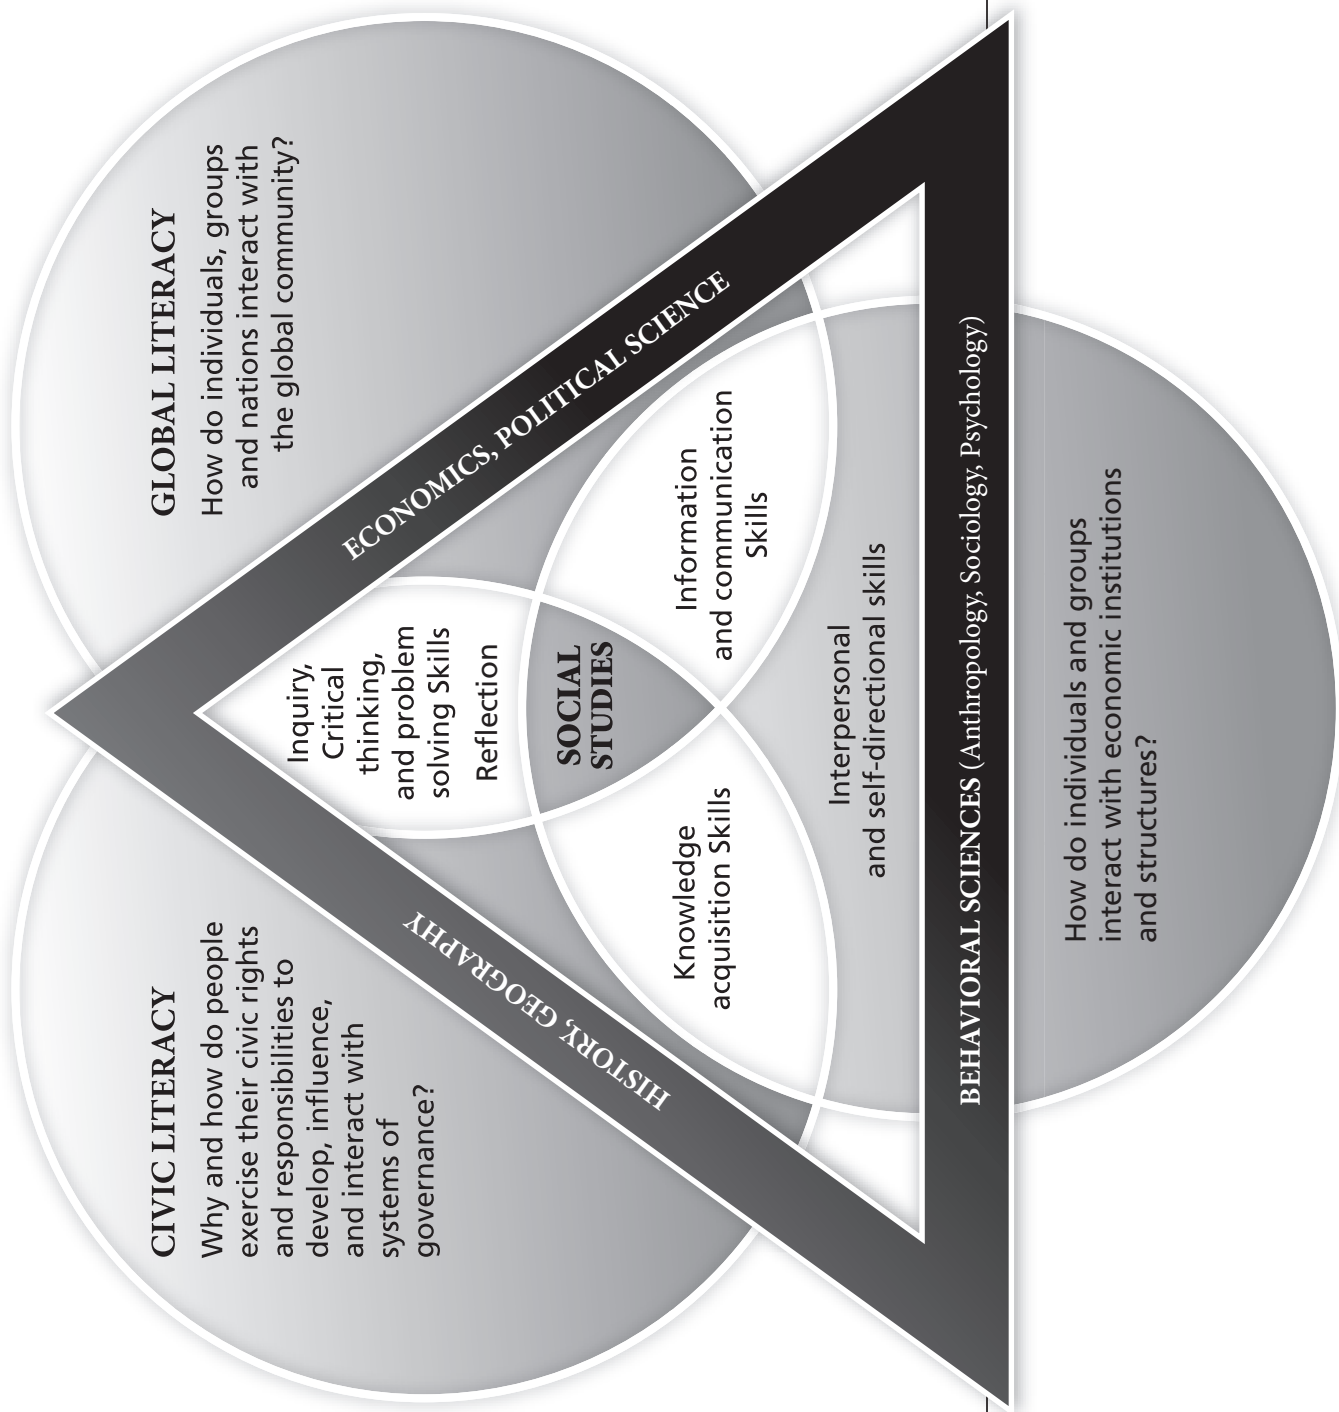 CIVIC LITERACY
Why and how do people
exercise their civic rights
and responsibilities to
develop, influence,
and interact with
systems of
governance?
GLOBAL LITERACY
How do individuals, groups
and nations interact with
the global community?
HISTORY, GEOGRAPHY
ECONOMICS, POLITICAL SCIENCE
Inquiry,
Critical
thinking,
and problem
solving Skills
Reflection
SOCIAL
STUDIES
Knowledge
acquisition Skills
Information
and communication
Skills
Interpersonal
and self-directional skills
BEHAVIORAL SCIENCES (Anthropology, Sociology, Psychology)
How do individuals and groups
interact with economic institutions
and structures?